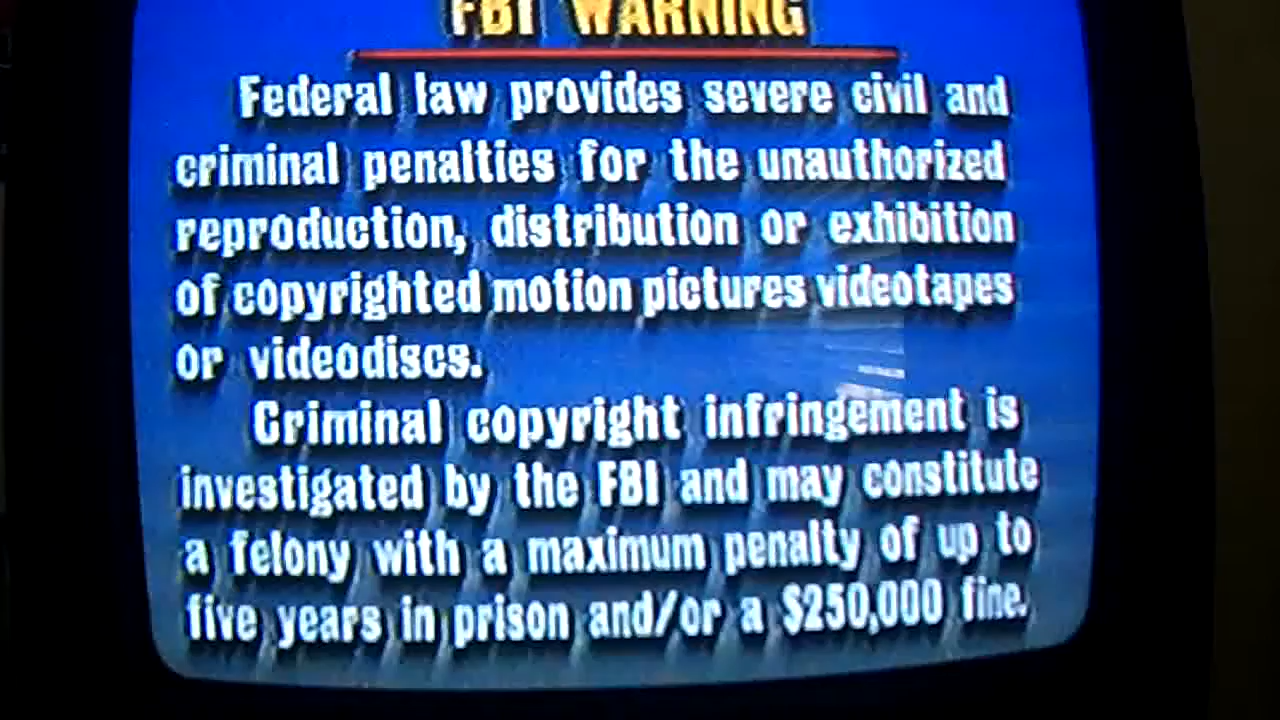 FBI WARNING
Federal law provides severe civil and
criminal penalties for the unauthorized
reproduction, distribution or exhibition
of copyrighted motion pictures videotapes
or videodiscs.
Criminal copyright infringement is
investigated by the FBI and may constitute
a felony with a maximum penalty of up to
five years in prison and/or a $250,000 fine.